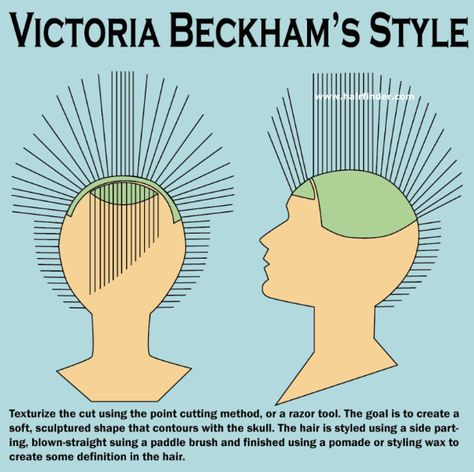 VICTORIA BECKHAM'S STYLE
www.hairfinder.com
Texturize the cut using the point cutting method, or a razor tool. The goal is to create a
soft, sculptured shape that contours with the skull. The hair is styled using a side part-
ing, blown-straight suing a paddle brush and finished using a pomade or styling wax to
create some definition in the hair.